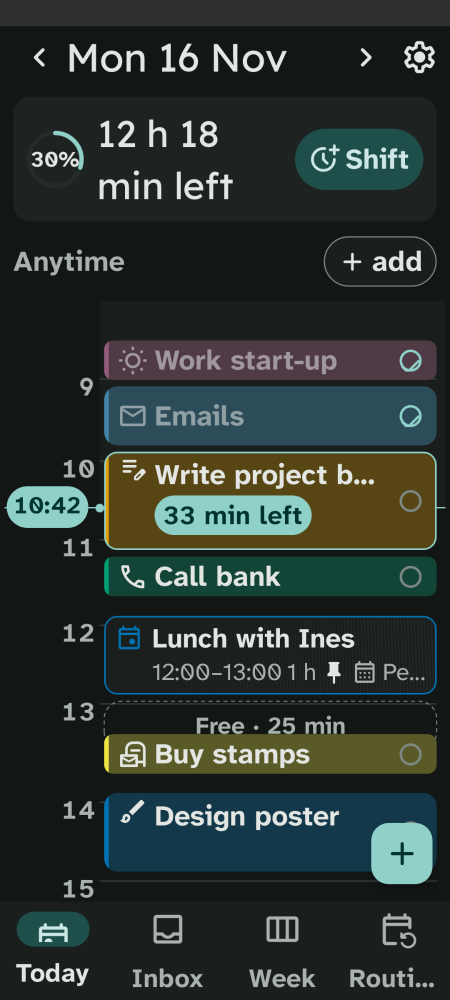 Mon 16 Nov
30%
12 h 18
min left
Shift
Anytime
+ add
Work start-up
9
Emails
10
Write project b...
33 min left
10:42
11
Call bank
12
Lunch with Ines
12:00–13:00 1 h Pe...
13
Free · 25 min
Buy stamps
14
Design poster
15
Today
Inbox
Week
Routi...